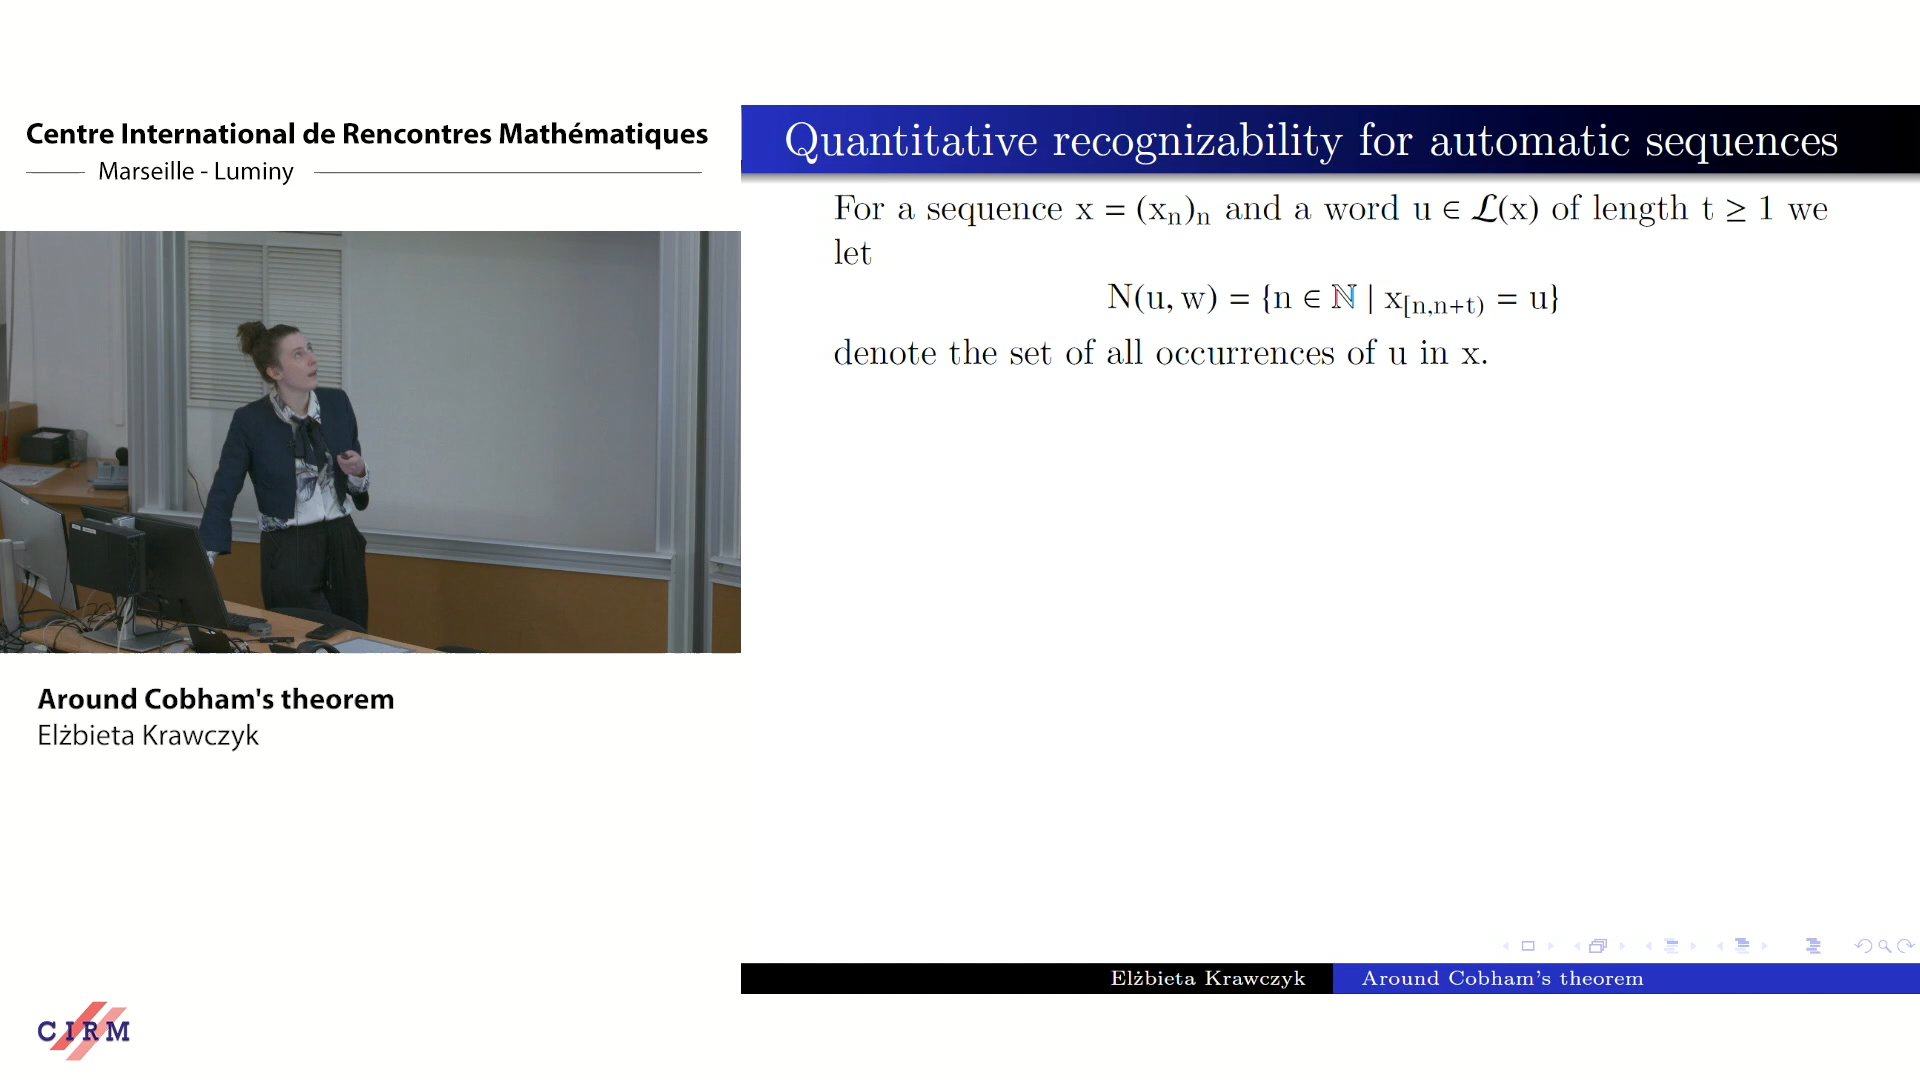 Centre International de Rencontres Mathématiques
Marseille - Luminy
Quantitative recognizability for automatic sequences
For a sequence x = (xₙ)ₙ and a word u ∈ ℒ(x) of length t ≥ 1 we
let
N(u, w) = {n ∈ ℕ | x[n,n+t) = u}
denote the set of all occurrences of u in x.
Around Cobham's theorem
Elżbieta Krawczyk
Elżbieta Krawczyk Around Cobham's theorem
CIRM